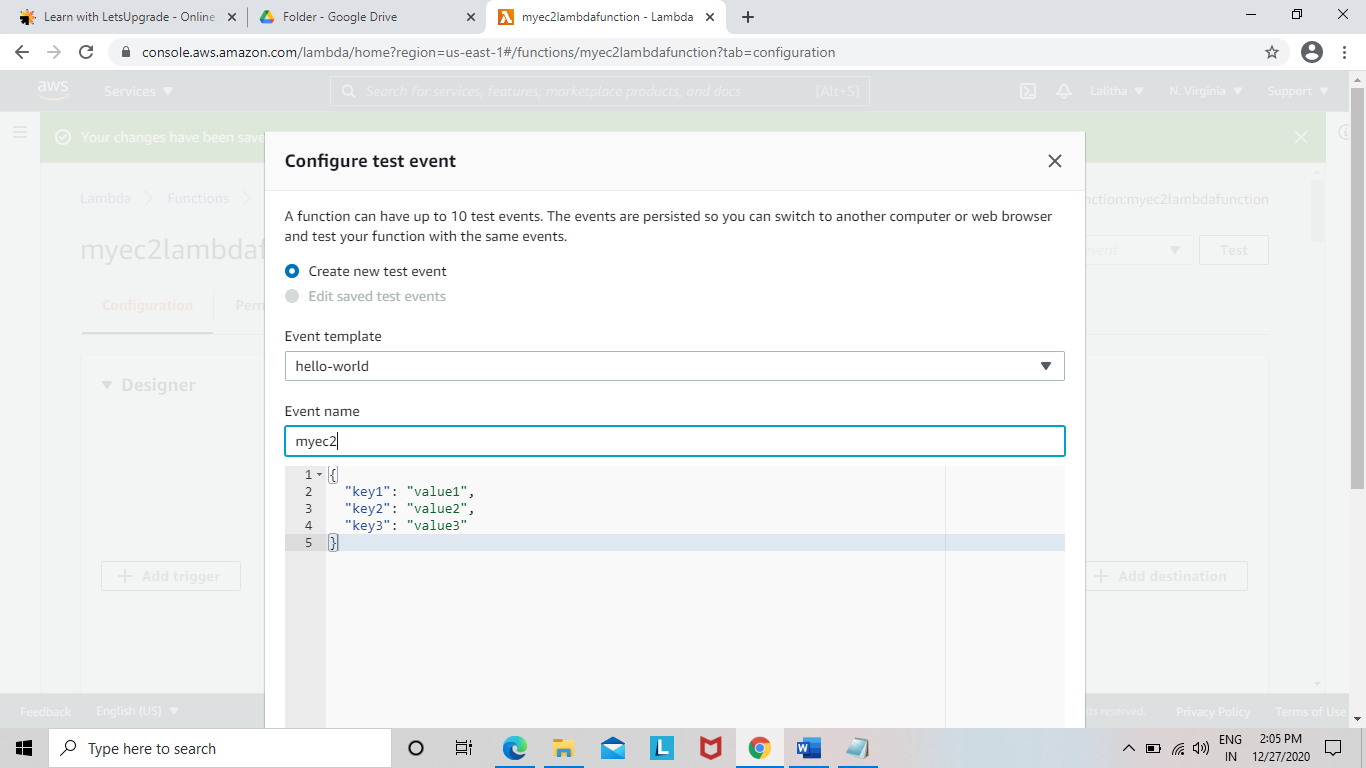 Learn with LetsUpgrade - Online
Folder - Google Drive
myec2lambdafunction - Lambda
console.aws.amazon.com/lambda/home?region=us-east-1#/functions/myec2lambdafunction?tab=configuration
aws
Services
Search for services, features, marketplace products, and docs
[Alt+S]
Lalitha
N. Virginia
Support
Your changes have been save
Configure test event
Lambda
Functions
nction:myec2lambdafunction
A function can have up to 10 test events. The events are persisted so you can switch to another computer or web browser
and test your function with the same events.
myec2lambdaf
event
Test
Create new test event
Edit saved test events
Configuration
Perm
Event template
hello-world
Designer
Event name
myec2
1 {
2 "key1": "value1",
3 "key2": "value2",
4 "key3": "value3"
5 }
Add trigger
Add destination
Feedback
English (US)
reserved.
Privacy Policy
Terms of Use
Type here to search
L
W
ENG
IN
2:05 PM
12/27/2020